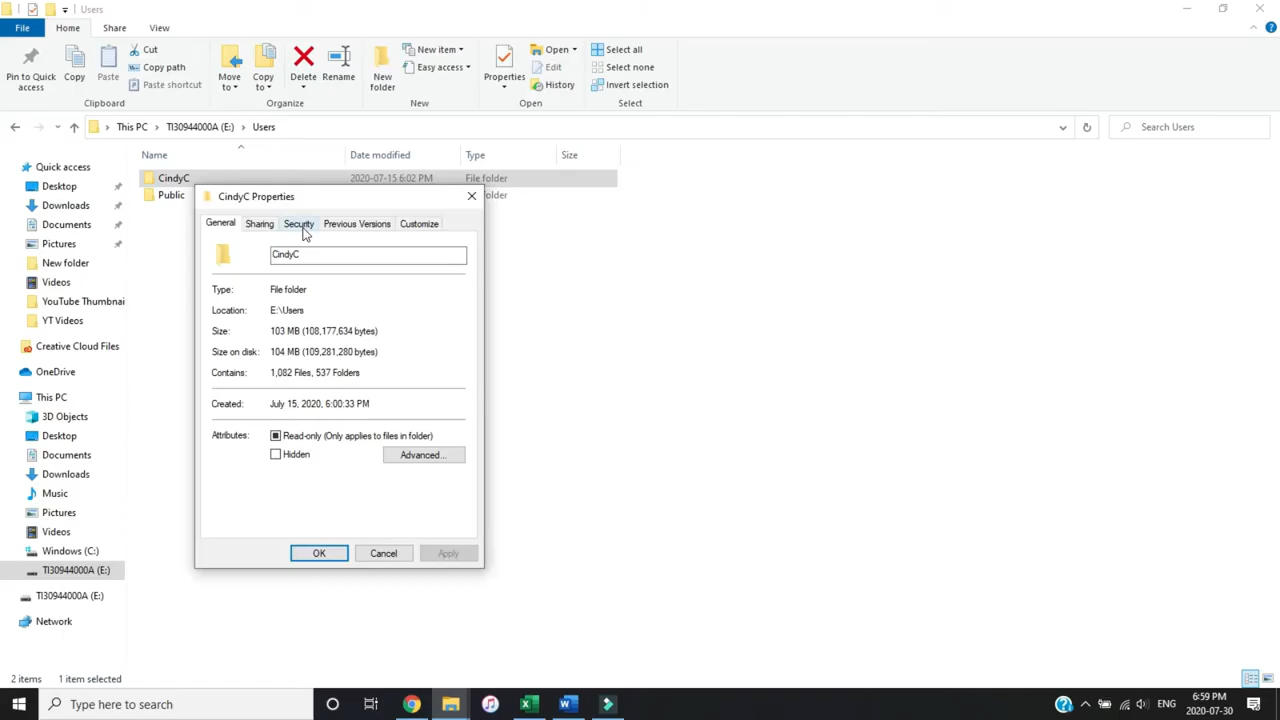 Users
File Home Share View
Pin to Quick access
Copy
Paste
Cut
Copy path
Paste shortcut
Clipboard
Move to
Copy to
Delete
Rename
Organize
New folder
New item
Easy access
New
Properties
Open
Edit
History
Open
Select all
Select none
Invert selection
Select
This PC > TI30944000A (E:) > Users
Search Users
Name Date modified Type Size
CindyC 2020-07-15 6:02 PM File folder
Public folder
Quick access
Desktop
Downloads
Documents
Pictures
New folder
Videos
YouTube Thumbnai
YT Videos
Creative Cloud Files
OneDrive
This PC
3D Objects
Desktop
Documents
Downloads
Music
Pictures
Videos
Windows (C:)
TI30944000A (E:)
TI30944000A (E:)
Network
CindyC Properties
General Sharing Security Previous Versions Customize
CindyC
Type: File folder
Location: E:\Users
Size: 103 MB (108,177,634 bytes)
Size on disk: 104 MB (109,281,280 bytes)
Contains: 1,082 Files, 537 Folders
Created: July 15, 2020, 6:00:33 PM
Attributes: Read-only (Only applies to files in folder)
Hidden Advanced...
OK Cancel Apply
2 items 1 item selected
Type here to search
ENG
6:59 PM
2020-07-30